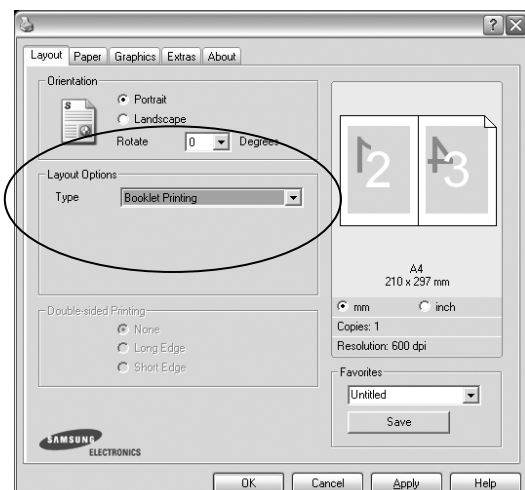 Layout Paper Graphics Extras About
Orientation
S
Portrait
Landscape
Rotate 0 Degrees
Layout Options
Type Booklet Printing
Double-sided Printing
None
Long Edge
Short Edge
SAMSUNG
ELECTRONICS
1 2 4 3
A4
210 x 297 mm
mm inch
Copies: 1
Resolution: 600 dpi
Favorites
Untitled
Save
OK Cancel Apply Help